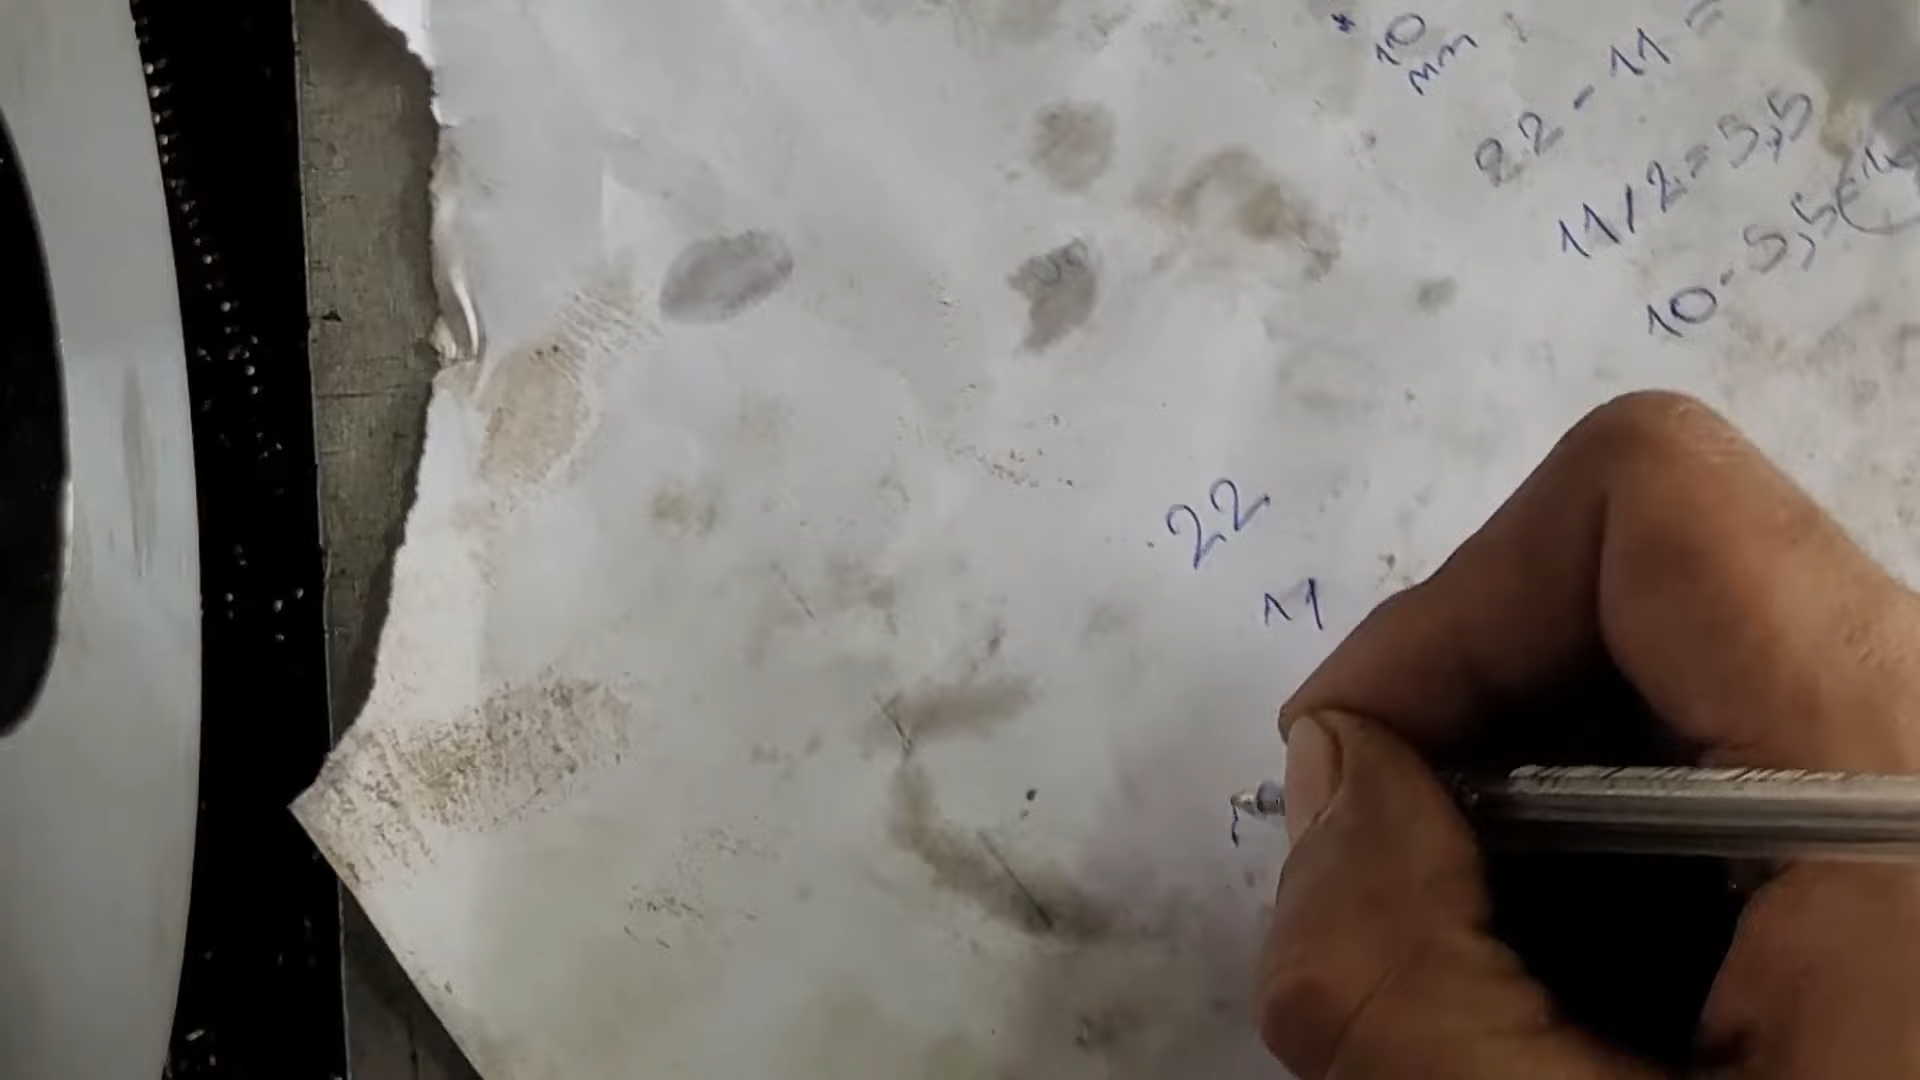 * 10
mm
22 - 11 =
11/2=5,5
10-5,5=
22
11